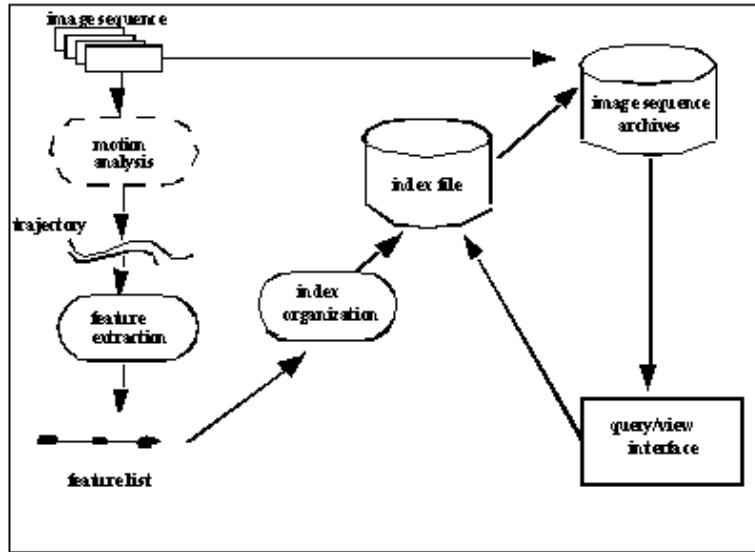 image sequence
motion
analysis
trajectory
feature
extraction
feature list
index
organization
index file
image sequence
archives
query/view
interface